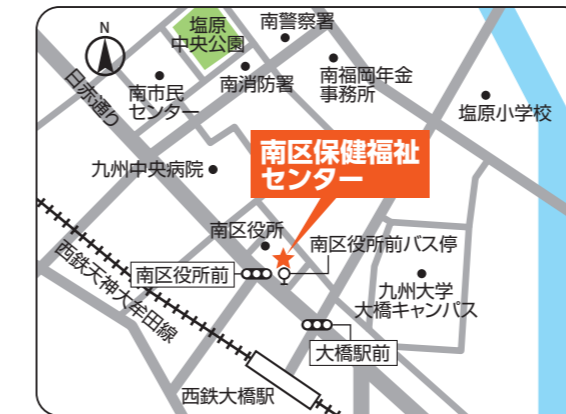 N
塩原
中央公園
南警察署
南市民
センター
南消防署
南福岡年金
事務所
塩原小学校
日赤通り
九州中央病院
南区保健福祉
センター
南区役所
南区役所前バス停
南区役所前
九州大学
大橋キャンパス
西鉄天神大牟田線
大橋駅前
西鉄大橋駅